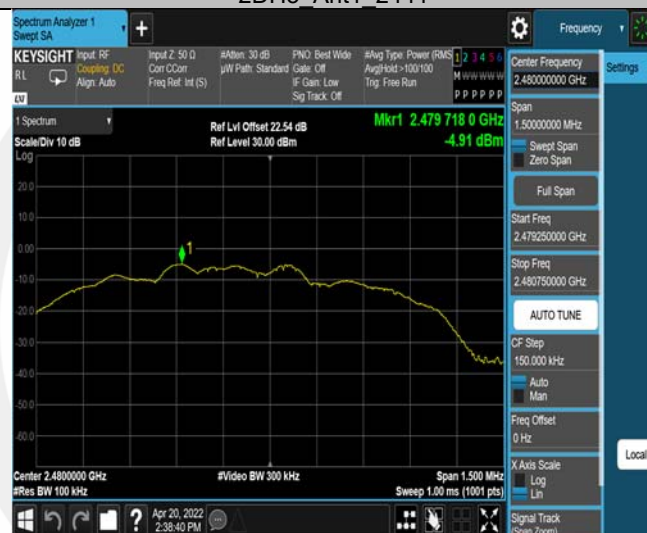 Spectrum Analyzer 1
Swept SA
+
Frequency
KEYSIGHT
RL
LXI
Input: RF
Coupling: DC
Align: Auto
Input Z: 50 Ω
Corr CCorr
Freq Ref: Int (S)
#Atten: 30 dB
µW Path: Standard
PNO: Best Wide
Gate: Off
IF Gain: Low
Sig Track: Off
#Avg Type: Power (RMS
Avg|Hold:>100/100
Trig: Free Run
1 2 3 4 5 6
M W W W W W
P P P P P P
1 Spectrum
Scale/Div 10 dB
Log
Ref Lvl Offset 22.54 dB
Ref Level 30.00 dBm
Mkr1 2.479 718 0 GHz
-4.91 dBm
20.0
10.0
0.00
-10.0
-20.0
-30.0
-40.0
-50.0
-60.0
1
Center 2.4800000 GHz
#Res BW 100 kHz
#Video BW 300 kHz
Span 1.500 MHz
Sweep 1.00 ms (1001 pts)
Apr 20, 2022
2:38:40 PM
Center Frequency
2.480000000 GHz
Span
1.50000000 MHz
Swept Span
Zero Span
Full Span
Start Freq
2.479250000 GHz
Stop Freq
2.480750000 GHz
AUTO TUNE
CF Step
150.000 kHz
Auto
Man
Freq Offset
0 Hz
X Axis Scale
Log
Lin
Signal Track
(Span Zoom)
Settings
Local